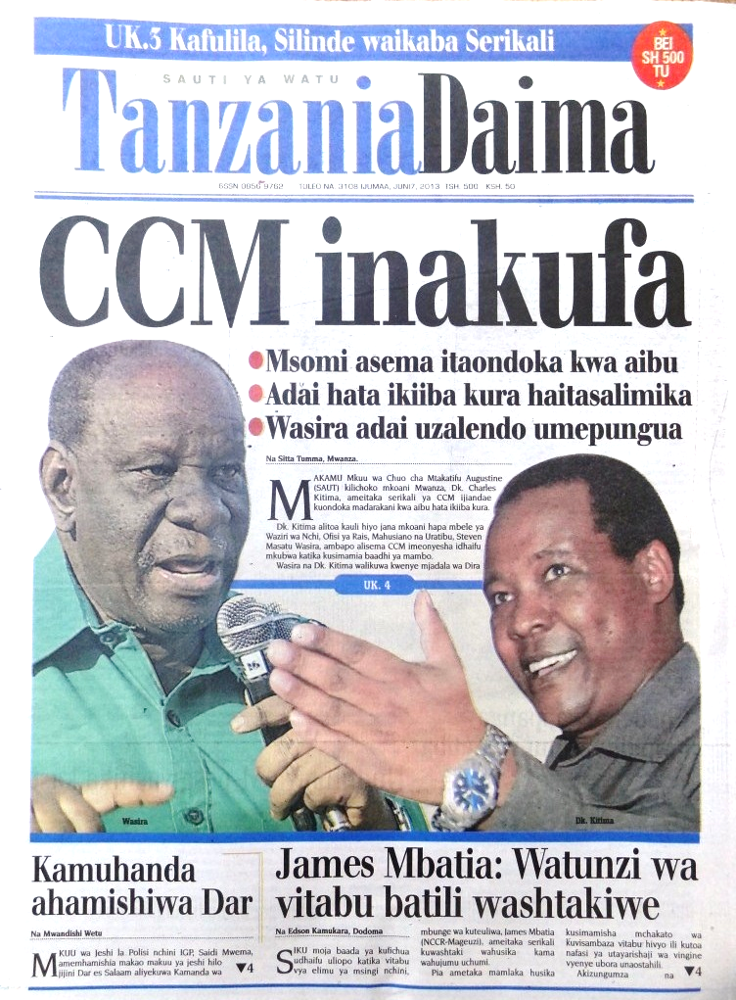 UK.3 Kafulila, Silinde waikaba Serikali
BEI
SH 500
TU
SAUTI YA WATU
TanzaniaDaima
ISSN 0856 9762 TOLEO NA. 3108 IJUMAA, JUNI 7, 2013 TSH. 500 KSH. 50
CCM inakufa
Msomi asema itaondoka kwa aibu
Adai hata ikiiba kura haitasalimika
Wasira adai uzalendo umepungua
Na Sitta Tumma, Mwanza.
MAKAMU Mkuu wa Chuo cha Mtakatifu Augustine
(SAUT) kilichoko mkoani Mwanza, Dk. Charles
Kitima, ameitaka serikali ya CCM ijiandae
kuondoka madarakani kwa aibu hata ikiiba kura.
Dk. Kitima alitoa kauli hiyo jana mkoani hapa mbele ya
Waziri wa Nchi, Ofisi ya Rais, Mahusiano na Uratibu, Steven
Masatu Wasira, ambapo alisema CCM imeonyesha idhaifu
mkubwa katika kusimamia baadhi ya mambo.
Wasira na Dk. Kitima walikuwa kwenye mjadala wa Dira
UK. 4
16
Wasira
Dk. Kitima
Kamuhanda
ahamishiwa Dar
Na Mwandishi Wetu
MKUU wa Jeshi la Polisi nchini IGP, Saidi Mwema,
amemhamishia makao makuu ya jeshi hilo
jijini Dar es Salaam aliyekuwa Kamanda wa
▼4
James Mbatia: Watunzi wa
vitabu batili washtakiwe
Na Edson Kamukara, Dodoma
SIKU moja baada ya kufichua
udhaifu uliopo katika vitabu
vya elimu ya msingi nchini,
mbunge wa kuteuliwa, James Mbatia
(NCCR-Mageuzi), ameitaka serikali
kuwashtaki wahusika kama
wahujumu uchumi.
Pia ametaka mamlaka husika
kusimamisha mchakato wa
kuvisambaza vitabu hivyo ili kutoa
nafasi ya utayarishaji wa vingine
vyenye ubora unaostahili.
Akizungumza na ▼4